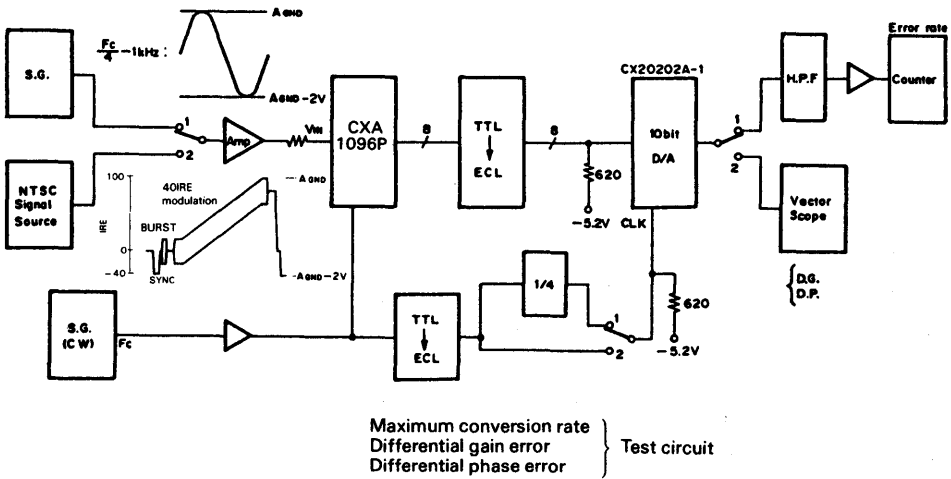 Fc/4 −1kHz :
AGND
AGND−2V
S.G.
1
2
Amp
VIN
CXA
1096P
8
TTL
ECL
8
620
−5.2V
CX20202A-1
10bit
D/A
CLK
1
2
H.P.F
Error rate
Counter
Vector
Scope
D.G.
D.P.
NTSC
Signal
Source
100
IRE
0
−40
40IRE
modulation
BURST
SYNC
AGND
AGND−2V
S.G.
(CW)
Fc
TTL
ECL
1/4
1
2
620
−5.2V
Maximum conversion rate
Differential gain error
Differential phase error
Test circuit